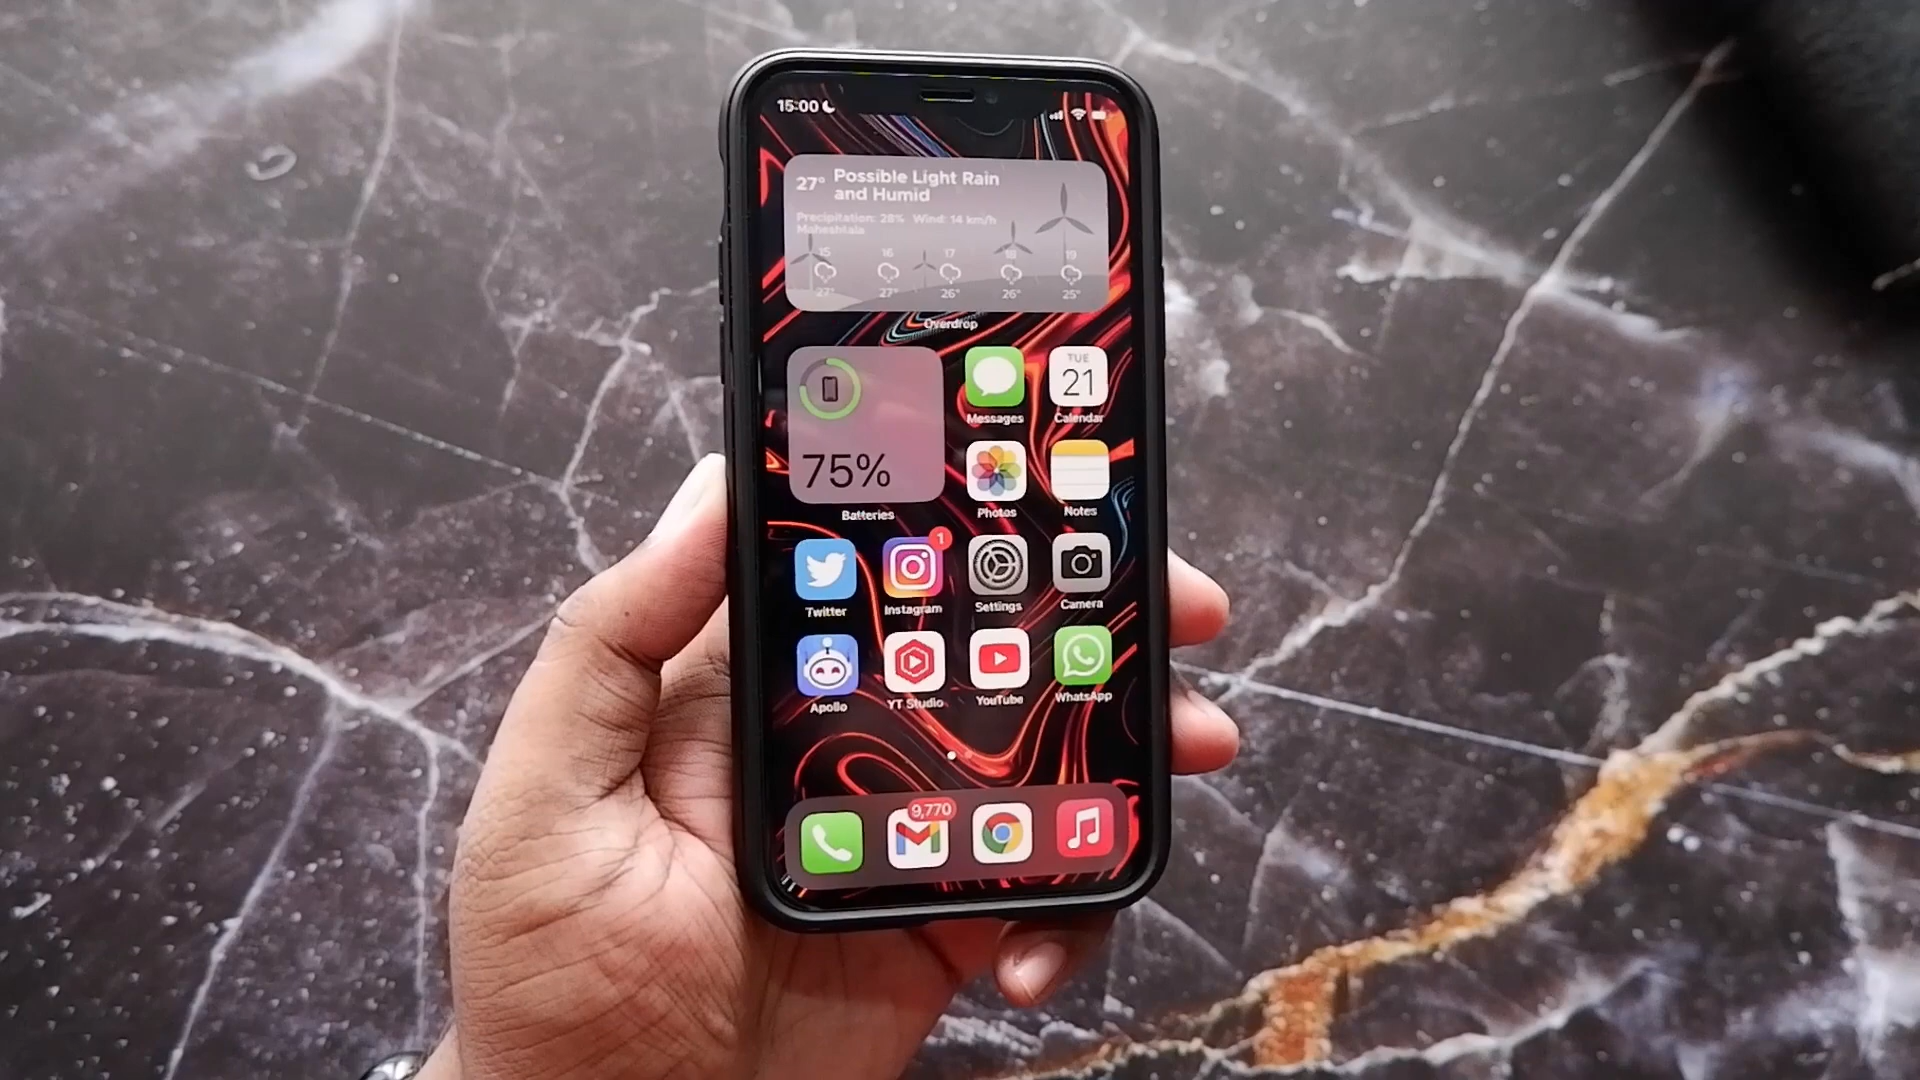 15:00
27° Possible Light Rain
and Humid
Precipitation: 28% Wind: 14 km/h
Maheshtala
15 16 17 18 19
27° 27° 26° 26° 25°
Overdrop
75%
Batteries
Messages
TUE
21
Calendar
Photos
Notes
Twitter
1
Instagram
Settings
Camera
Apollo
YT Studio
YouTube
WhatsApp
9,770